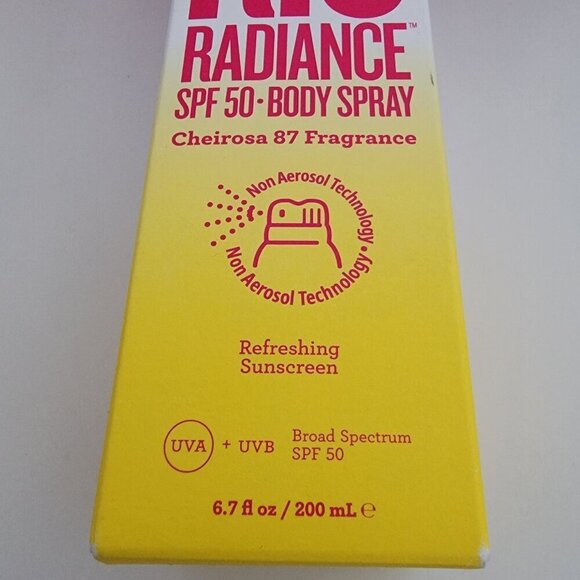 RIO
RADIANCE™
SPF 50 · BODY SPRAY
Cheirosa 87 Fragrance
Non Aerosol Technology •
Non Aerosol Technology •
Refreshing
Sunscreen
UVA + UVB Broad Spectrum
SPF 50
6.7 fl oz / 200 mL ℮